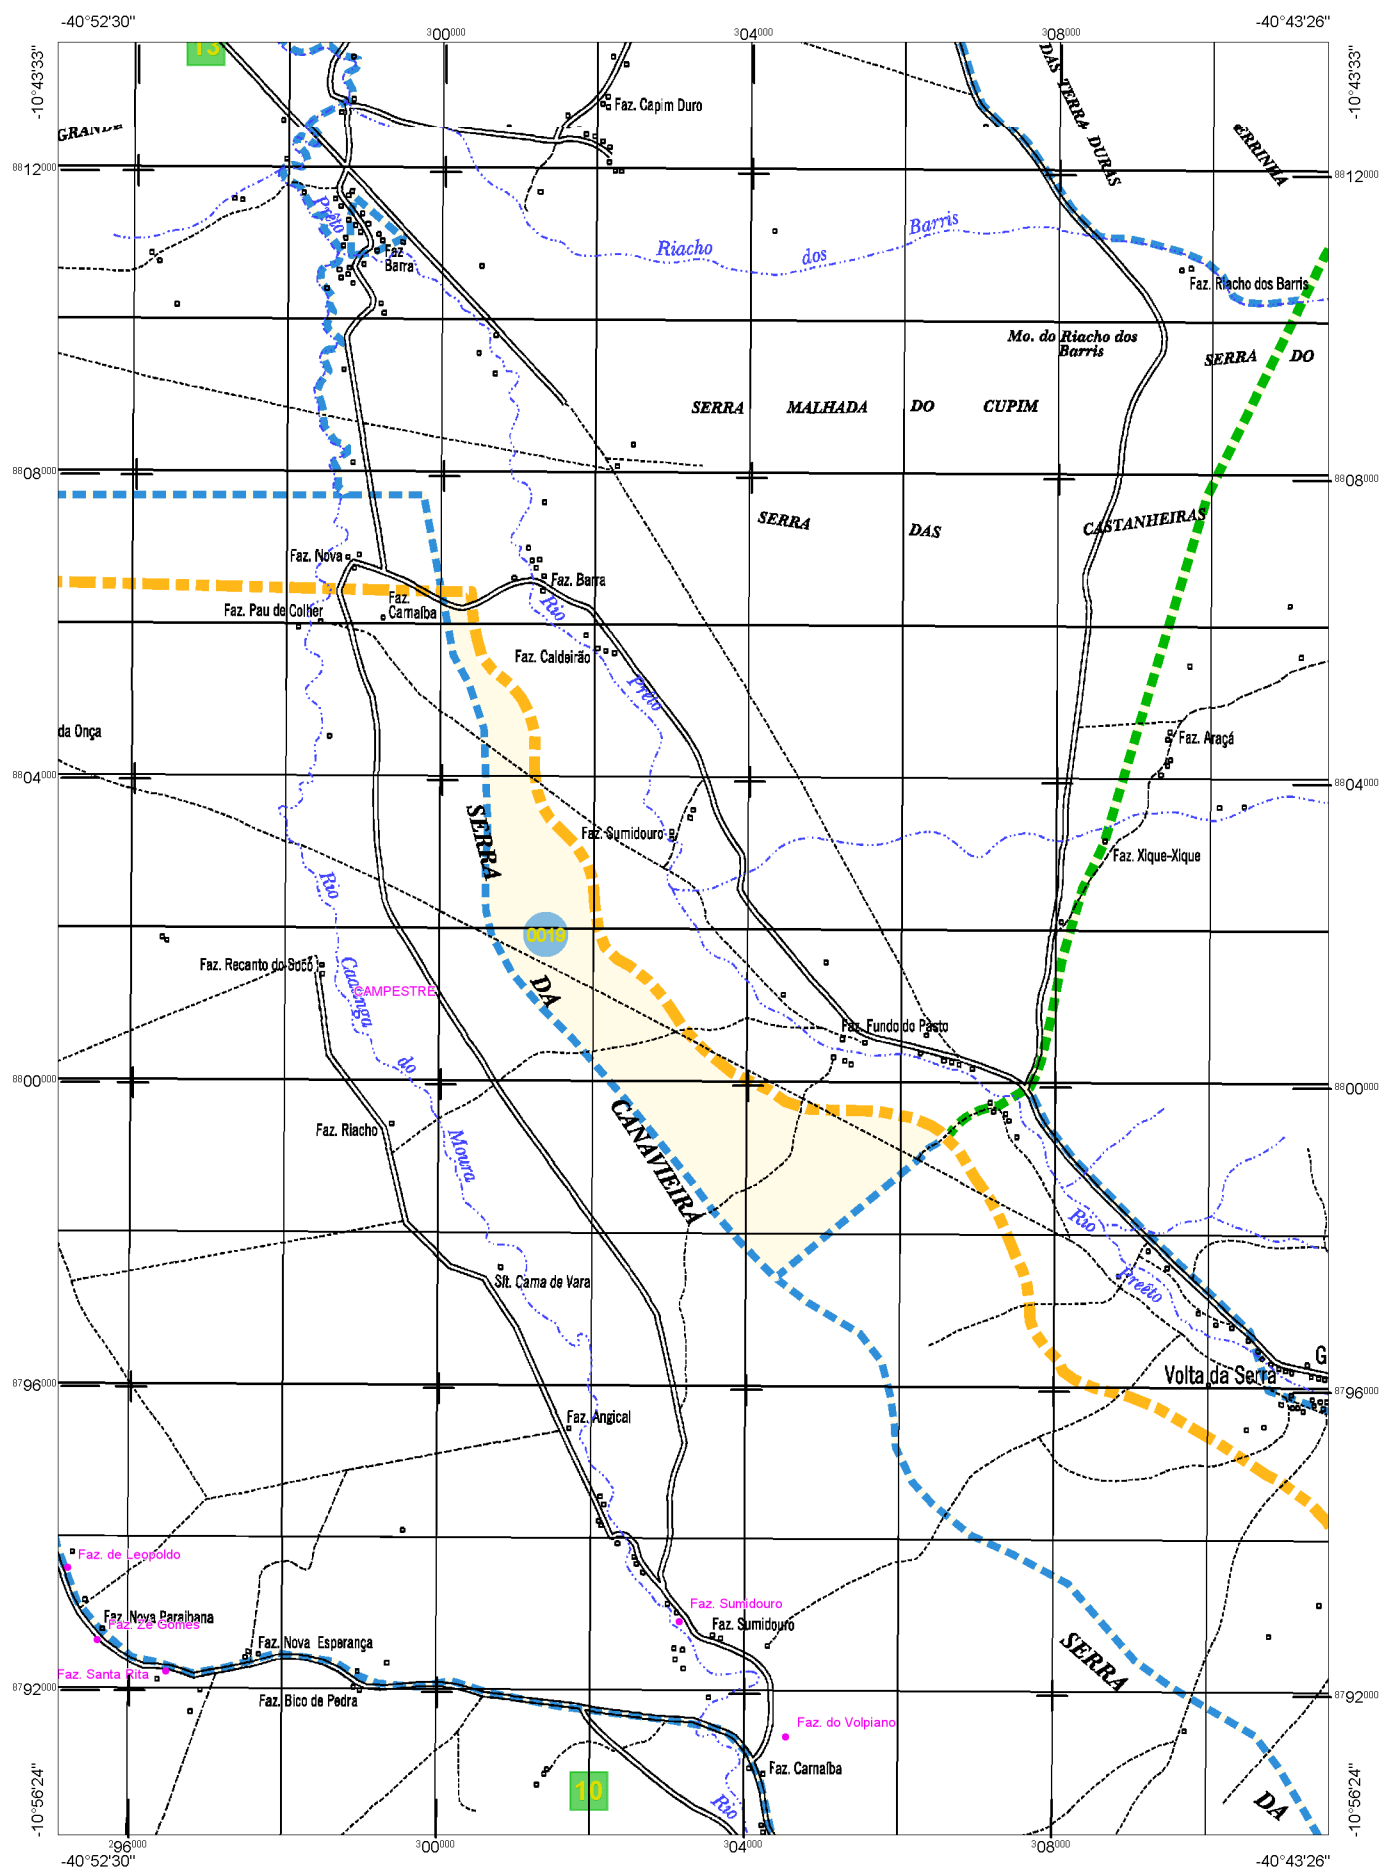 -40°52'30"
-40°43'26"
300000
304000
308000
-10°43'33"
-10°43'33"
13
DAS TERRA DURAS
Faz. Capim Duro
GRANDE
ERRINHA
8812000
8812000
Prêto
Riacho dos Barris
Faz
Barra
Faz. Riacho dos Barris
Mo. do Riacho dos
Barris
SERRA DO
SERRA MALHADA DO CUPIM
8808000
8808000
SERRA DAS CASTANHEIRAS
Faz. Nova
Faz. Barra
Faz.
Carnaíba
Faz. Pau de Colher
Rio
Faz. Caldeirão
Prêto
da Onça
Faz. Araçá
8804000
8804000
SERRA
Faz. Sumidouro
Faz. Xique-Xique
Rio
0019
Faz. Recanto do Socó
CAMPESTRE
DA
Caaenga
Faz. Fundo do Pasto
do
8800000
8800000
CANAVIEIRA
Faz. Riacho
Moura
Rio
Sít. Cama de Vara
Preêto
G
Volta da Serra
8796000
8796000
Faz. Angical
Faz. de Leopoldo
Faz. Sumidouro
Faz. Nova Paraibana
Faz. Zé Gomes
Faz. Sumidouro
Faz. Nova Esperança
SERRA
Faz. Santa Rita
Faz. Bico de Pedra
8792000
8792000
Faz. do Volpiano
Faz. Carnaíba
10
Rio
DA
-10°56'24"
-10°56'24"
296000
300000
304000
308000
-40°52'30"
-40°43'26"